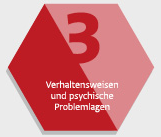 3
Verhaltensweisen
und psychische
Problemlagen